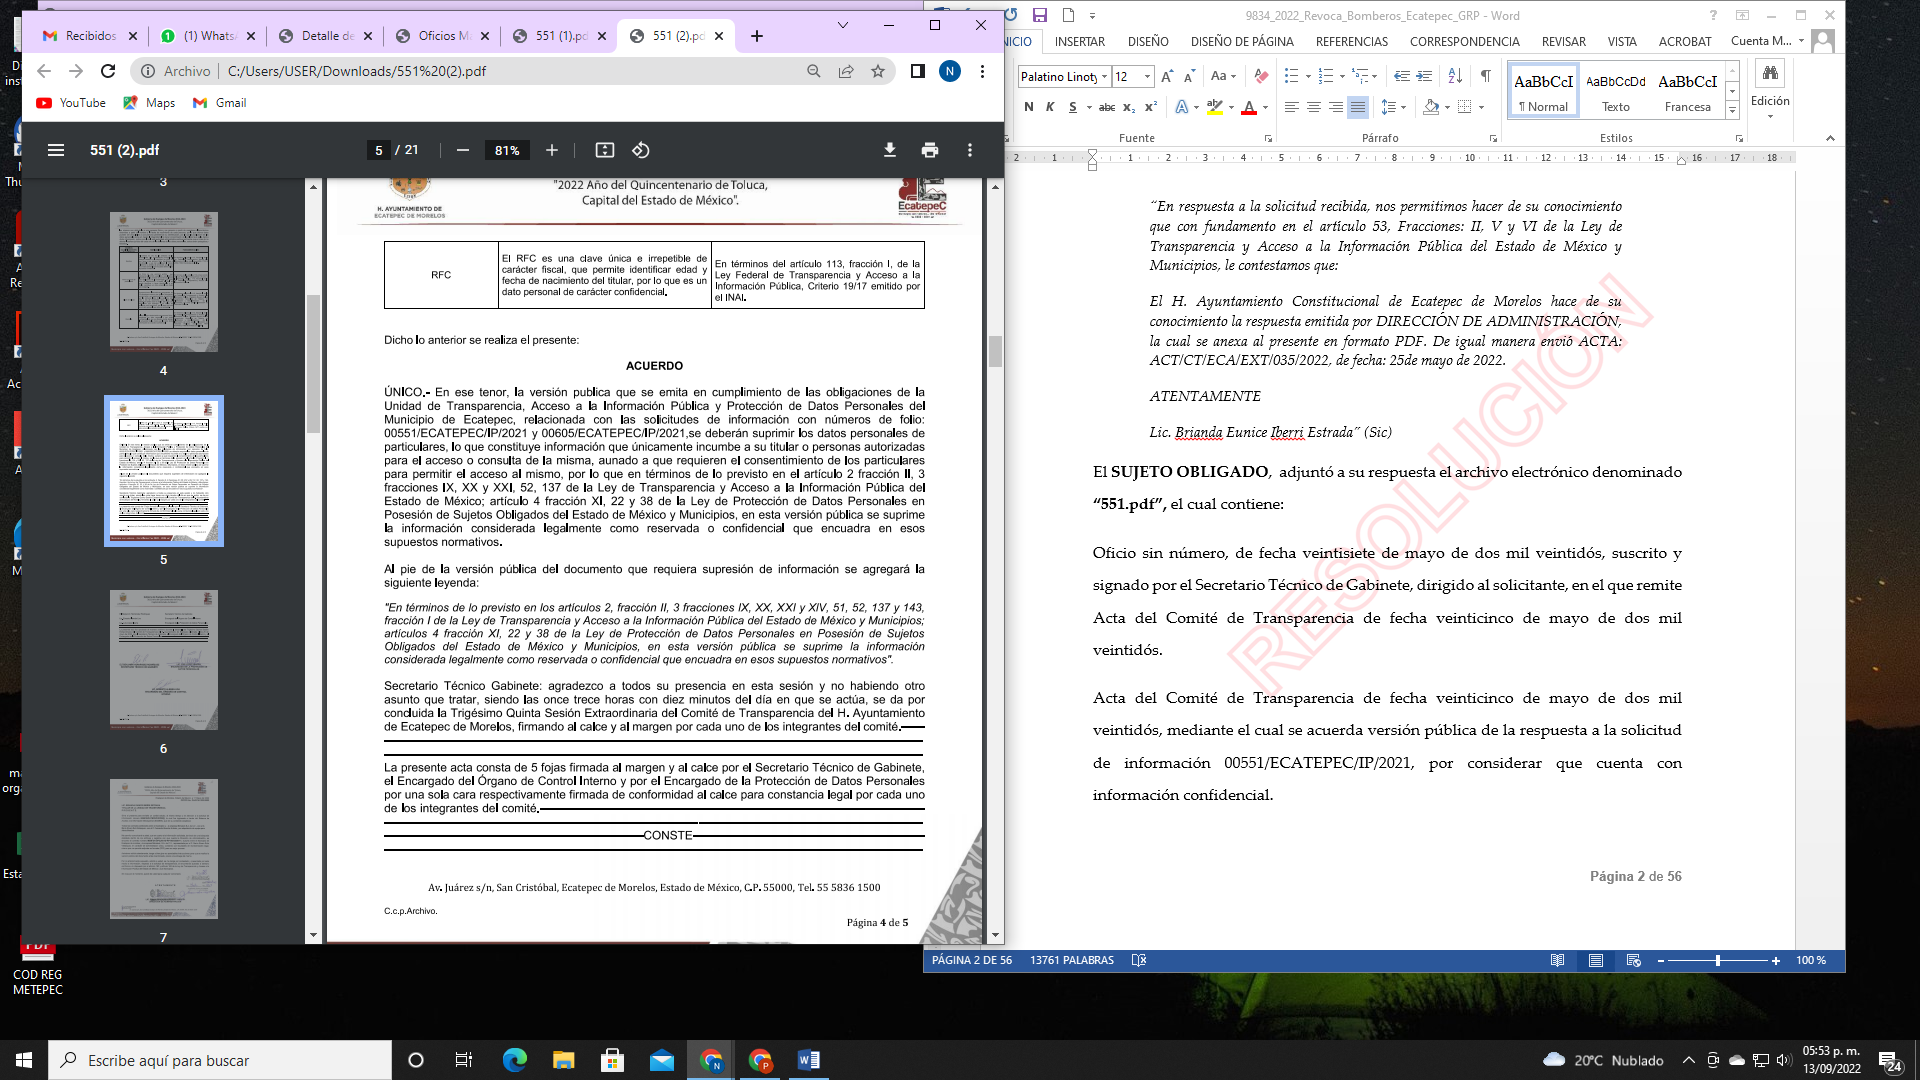 9834_2022_Revoca_Bomberos_Ecatepec_GRP - Word
Recibidos
(1) Whats
Detalle de
Oficios M
551 (1).pd
551 (2).pd
Archivo
C:/Users/USER/Downloads/551%20(2).pdf
YouTube
Maps
Gmail
551 (2).pdf
5 / 21
81%
3
4
5
6
7
"2022 Año del Quincentenario de Toluca,
Capital del Estado de México".
H. AYUNTAMIENTO DE
ECATEPEC DE MORELOS
EcatepeC
RFC
El RFC es una clave única e irrepetible de
carácter fiscal, que permite identificar edad y
fecha de nacimiento del titular, por lo que es un
dato personal de carácter confidencial.
En términos del artículo 113, fracción I, de la
Ley Federal de Transparencia y Acceso a la
Información Pública, Criterio 19/17 emitido por
el INAI.
Dicho lo anterior se realiza el presente:
ACUERDO
ÚNICO.- En ese tenor, la versión publica que se emita en cumplimiento de las obligaciones de la
Unidad de Transparencia, Acceso a la Información Pública y Protección de Datos Personales del
Municipio de Ecatepec, relacionada con las solicitudes de información con números de folio:
00551/ECATEPEC/IP/2021 y 00605/ECATEPEC/IP/2021,se deberán suprimir los datos personales de
particulares, lo que constituye información que únicamente incumbe a su titular o personas autorizadas
para el acceso o consulta de la misma, aunado a que requieren el consentimiento de los particulares
para permitir el acceso al mismo, por lo que en términos de lo previsto en el artículo 2 fracción II, 3
fracciones IX, XX y XXI, 52, 137 de la Ley de Transparencia y Acceso a la Información Pública del
Estado de México; artículo 4 fracción XI, 22 y 38 de la Ley de Protección de Datos Personales en
Posesión de Sujetos Obligados del Estado de México y Municipios, en esta versión pública se suprime
la información considerada legalmente como reservada o confidencial que encuadra en esos
supuestos normativos.
Al pie de la versión pública del documento que requiera supresión de información se agregará la
siguiente leyenda:
"En términos de lo previsto en los artículos 2, fracción II, 3 fracciones IX, XX, XXI y XIV, 51, 52, 137 y 143,
fracción I de la Ley de Transparencia y Acceso a la Información Pública del Estado de México y Municipios;
artículos 4 fracción XI, 22 y 38 de la Ley de Protección de Datos Personales en Posesión de Sujetos
Obligados del Estado de México y Municipios, en esta versión pública se suprime la información
considerada legalmente como reservada o confidencial que encuadra en esos supuestos normativos".
Secretario Técnico Gabinete: agradezco a todos su presencia en esta sesión y no habiendo otro
asunto que tratar, siendo las once trece horas con diez minutos del día en que se actúa, se da por
concluida la Trigésimo Quinta Sesión Extraordinaria del Comité de Transparencia del H. Ayuntamiento
de Ecatepec de Morelos, firmando al calce y al margen por cada uno de los integrantes del comité.
La presente acta consta de 5 fojas firmada al margen y al calce por el Secretario Técnico de Gabinete,
el Encargado del Órgano de Control Interno y por el Encargado de la Protección de Datos Personales
por una sola cara respectivamente firmada de conformidad al calce para constancia legal por cada uno
de los integrantes del comité.
CONSTE
Av. Juárez s/n, San Cristóbal, Ecatepec de Morelos, Estado de México, C.P. 55000, Tel. 55 5836 1500
C.c.p.Archivo.
Página 4 de 5
NICIO
INSERTAR
DISEÑO
DISEÑO DE PÁGINA
REFERENCIAS
CORRESPONDENCIA
REVISAR
VISTA
ACROBAT
Cuenta M...
Palatino Linoty
12
Aa
N K S abc x₂ x²
AaBbCcI
AaBbCcDd
AaBbCcI
¶ Normal
Texto
Francesa
Edición
Fuente
Párrafo
Estilos
2 1 1 2 3 4 5 6 7 8 9 10 11 12 13 14 15 16 17 18
“En respuesta a la solicitud recibida, nos permitimos hacer de su conocimiento
que con fundamento en el artículo 53, Fracciones: II, V y VI de la Ley de
Transparencia y Acceso a la Información Pública del Estado de México y
Municipios, le contestamos que:
El H. Ayuntamiento Constitucional de Ecatepec de Morelos hace de su
conocimiento la respuesta emitida por DIRECCIÓN DE ADMINISTRACIÓN,
la cual se anexa al presente en formato PDF. De igual manera envió ACTA:
ACT/CT/ECA/EXT/035/2022, de fecha: 25de mayo de 2022.
ATENTAMENTE
Lic. Brianda Eunice Iberri Estrada” (Sic)
El SUJETO OBLIGADO, adjuntó a su respuesta el archivo electrónico denominado
“551.pdf”, el cual contiene:
Oficio sin número, de fecha veintisiete de mayo de dos mil veintidós, suscrito y
signado por el Secretario Técnico de Gabinete, dirigido al solicitante, en el que remite
Acta del Comité de Transparencia de fecha veinticinco de mayo de dos mil
veintidós.
Acta del Comité de Transparencia de fecha veinticinco de mayo de dos mil
veintidós, mediante el cual se acuerda versión pública de la respuesta a la solicitud
de información 00551/ECATEPEC/IP/2021, por considerar que cuenta con
información confidencial.
RESOLUCIÓN
Página 2 de 56
PÁGINA 2 DE 56
13761 PALABRAS
100 %
COD REG
METEPEC
Escribe aquí para buscar
20°C Nublado
05:53 p. m.
13/09/2022
24